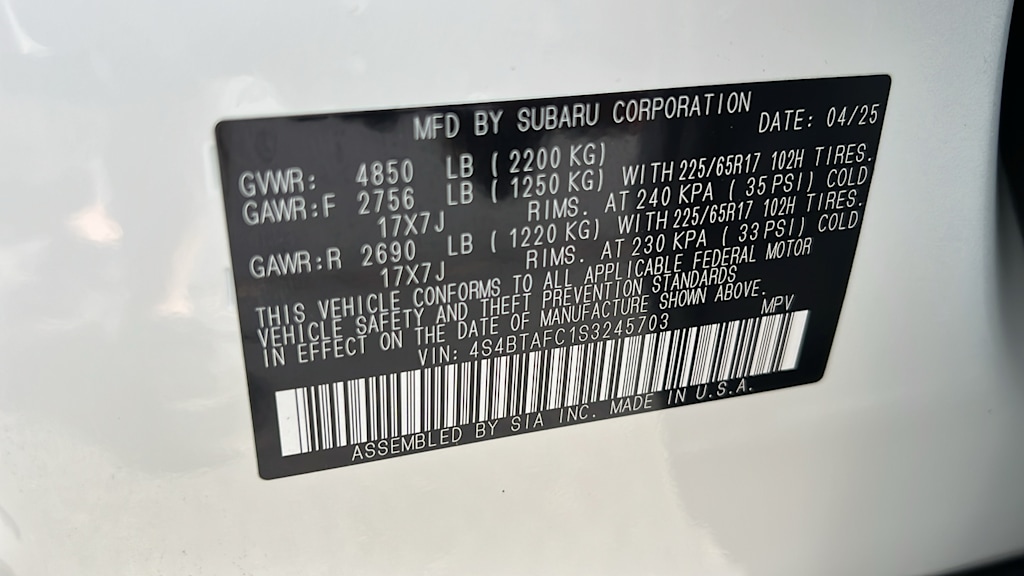 MFD BY SUBARU CORPORATION DATE: 04/25
GVWR: 4850 LB ( 2200 KG)
GAWR:F 2756 LB ( 1250 KG) WITH 225/65R17 102H TIRES.
17X7J RIMS. AT 240 KPA ( 35 PSI) COLD
GAWR:R 2690 LB ( 1220 KG) WITH 225/65R17 102H TIRES.
17X7J RIMS. AT 230 KPA ( 33 PSI) COLD
THIS VEHICLE CONFORMS TO ALL APPLICABLE FEDERAL MOTOR
VEHICLE SAFETY AND THEFT PREVENTION STANDARDS
IN EFFECT ON THE DATE OF MANUFACTURE SHOWN ABOVE.
VIN: 4S4BTAFC1S3245703 MPV
ASSEMBLED BY SIA INC. MADE IN U.S.A.